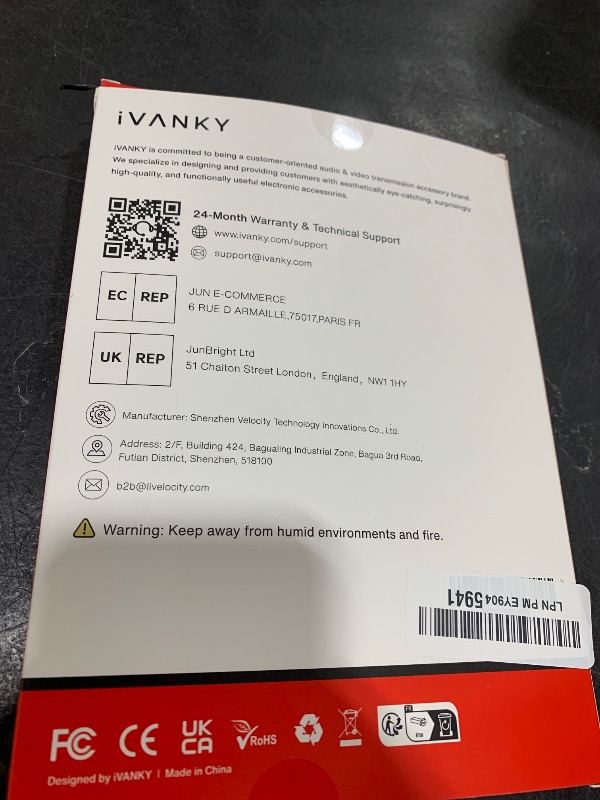 iVANKY
iVANKY is committed to being a customer-oriented audio & video transmission accessory brand.
We specialize in designing and providing customers with aesthetically eye-catching, surprisingly
high-quality, and functionally useful electronic accessories.
24-Month Warranty & Technical Support
www.ivanky.com/support
support@ivanky.com
EC REP
JUN E-COMMERCE
6 RUE D ARMAILLE,75017,PARIS FR
UK REP
JunBright Ltd
51 Chalton Street London, England, NW1 1HY
Manufacturer: Shenzhen Velocity Technology Innovations Co., Ltd.
Address: 2/F, Building 424, Bagualing Industrial Zone, Bagua 3rd Road,
Futian District, Shenzhen, 518100
b2b@livelocity.com
Warning: Keep away from humid environments and fire.
LPN PM EY904 5941
FC CE UK
CA
RoHS
FR
Designed by iVANKY | Made in China